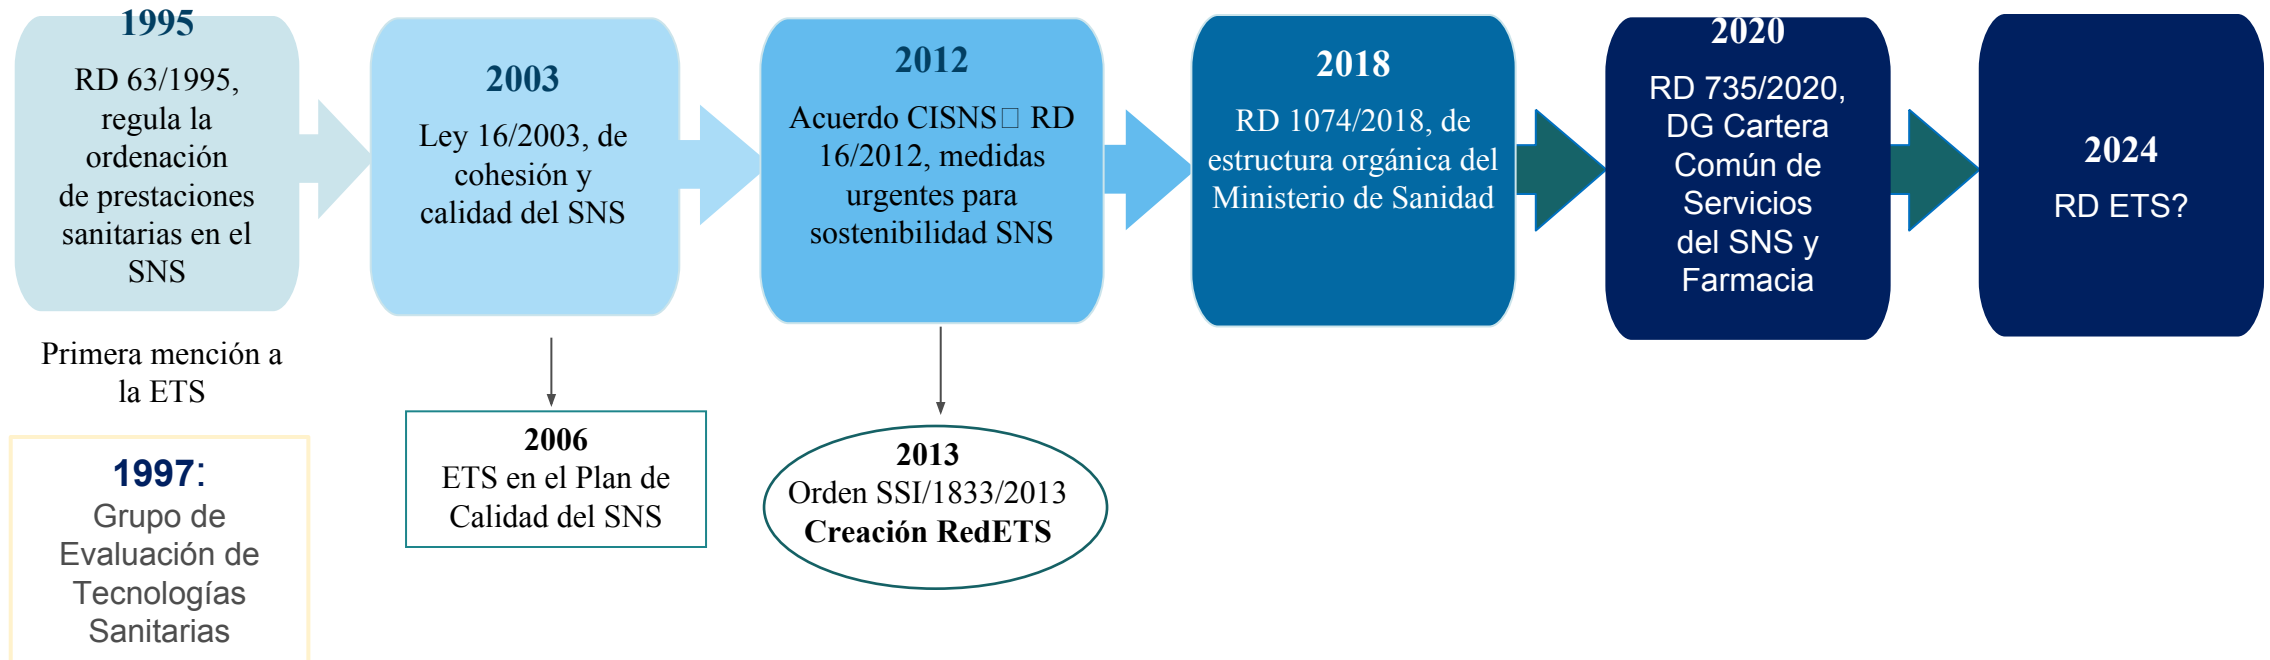 1995
RD 63/1995,
regula la
ordenación
de prestaciones
sanitarias en el
SNS
Primera mención a
la ETS
1997:
Grupo de
Evaluación de
Tecnologías
Sanitarias
2003
Ley 16/2003, de
cohesión y
calidad del SNS
2006
ETS en el Plan de
Calidad del SNS
2012
Acuerdo CISNS□ RD
16/2012, medidas
urgentes para
sostenibilidad SNS
2013
Orden SSI/1833/2013
Creación RedETS
2018
RD 1074/2018, de
estructura orgánica del
Ministerio de Sanidad
2020
RD 735/2020,
DG Cartera
Común de
Servicios
del SNS y
Farmacia
2024
RD ETS?